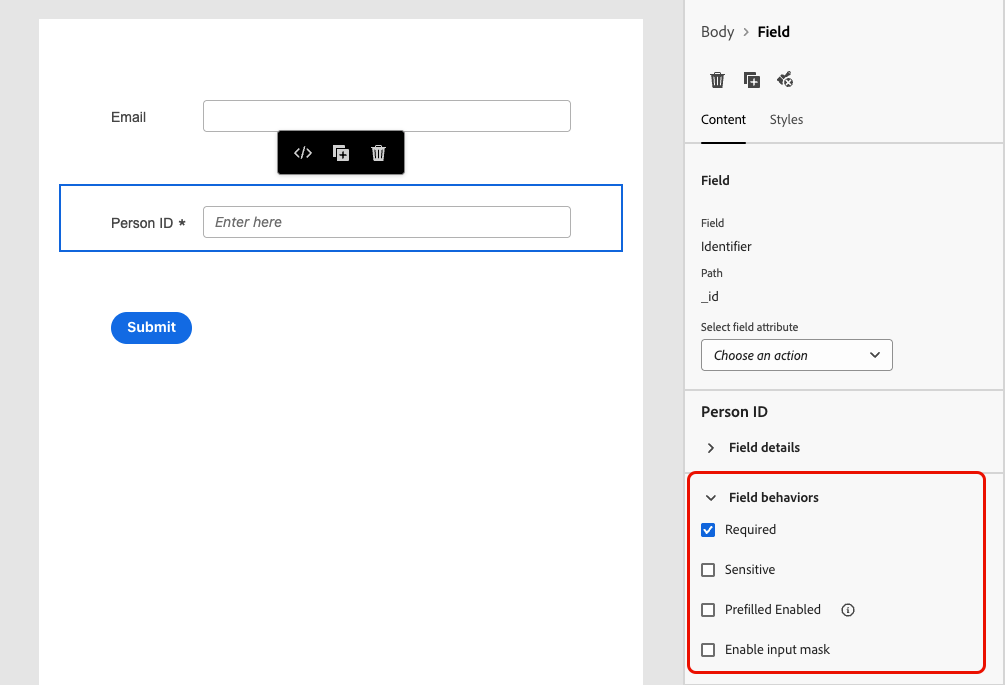 Email
</>
Person ID *
Enter here
Submit
Body > Field
Content Styles
Field
Field
Identifier
Path
_id
Select field attribute
Choose an action
Person ID
Field details
Field behaviors
Required
Sensitive
Prefilled Enabled
Enable input mask